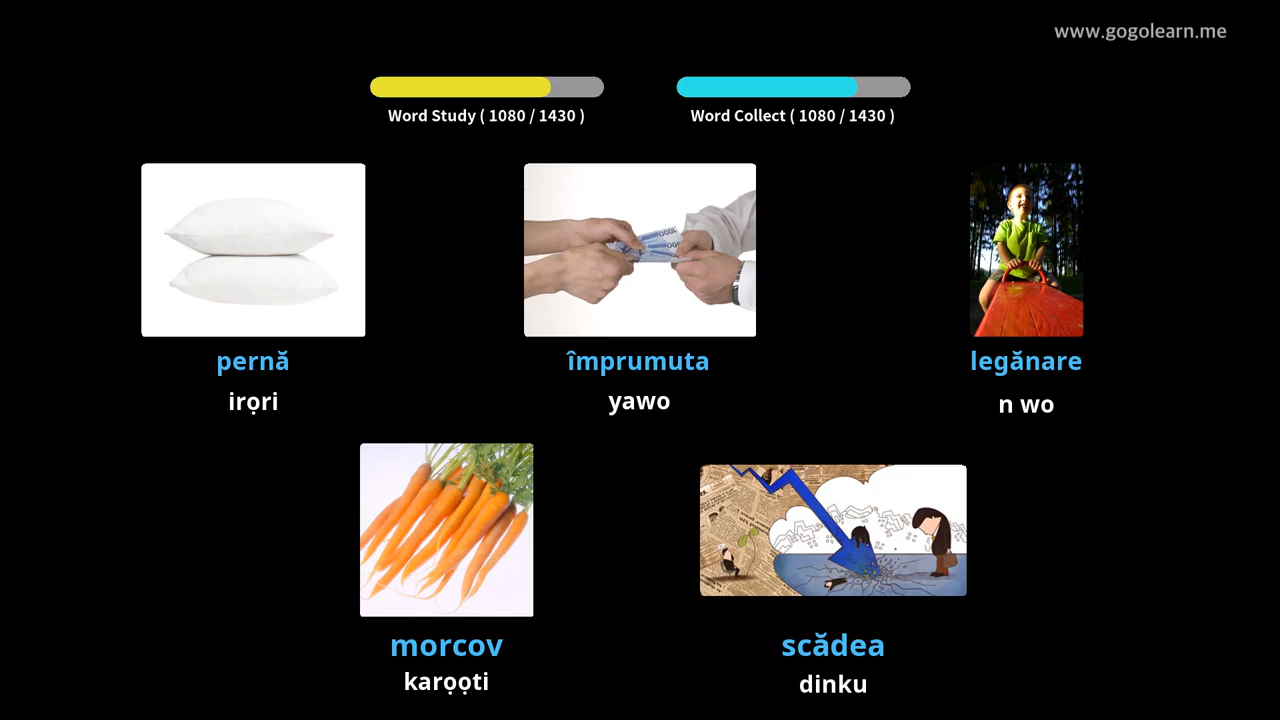 www.gogolearn.me
Word Study ( 1080 / 1430 )
Word Collect ( 1080 / 1430 )
pernă
împrumuta
legănare
irọri
yawo
n wo
morcov
scădea
karọọti
dinku